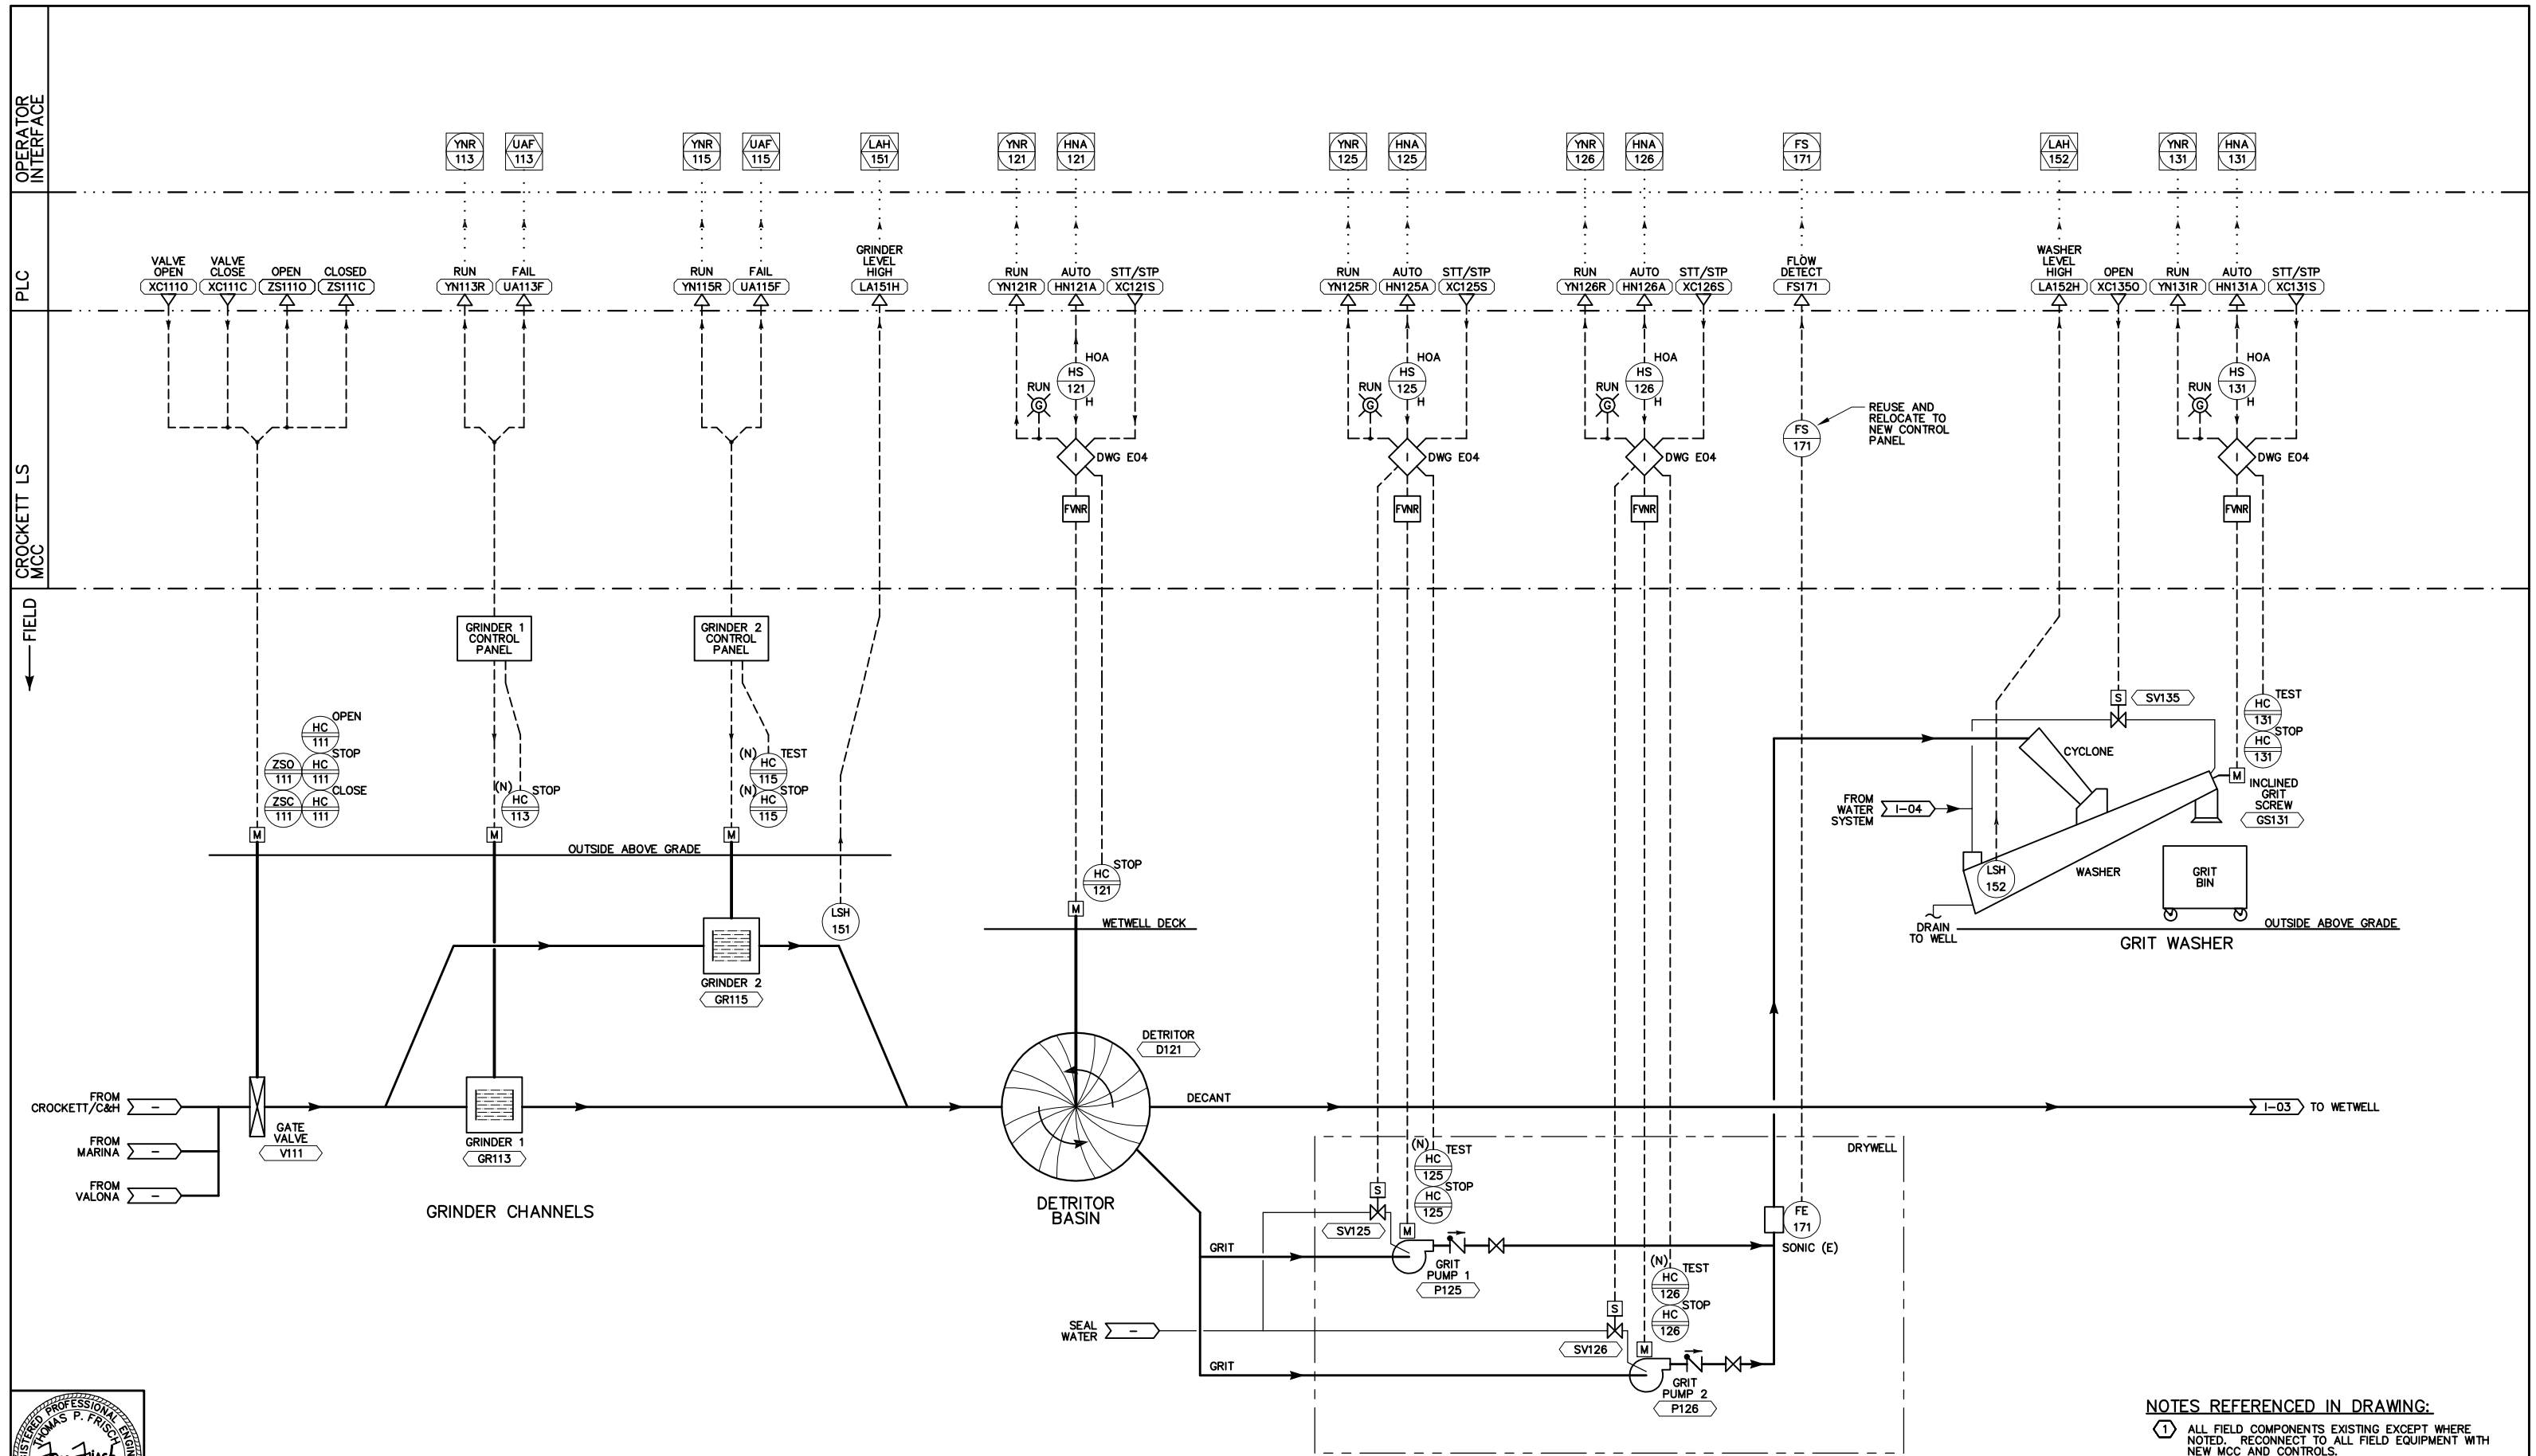 OPERATOR
INTERFACE
YNR
113
UAF
113
YNR
115
UAF
115
LAH
151
YNR
121
HNA
121
YNR
125
HNA
125
YNR
126
HNA
126
FS
171
LAH
152
YNR
131
HNA
131
PLC
VALVE
OPEN
XC111O
VALVE
CLOSE
XC111C
OPEN
ZS111O
CLOSED
ZS111C
RUN
YN113R
FAIL
UA113F
RUN
YN115R
FAIL
UA115F
GRINDER
LEVEL
HIGH
LA151H
RUN
YN121R
AUTO
HN121A
STT/STP
XC121S
RUN
YN125R
AUTO
HN125A
STT/STP
XC125S
RUN
YN126R
AUTO
HN126A
STT/STP
XC126S
FLOW
DETECT
FS171
WASHER
LEVEL
HIGH
LA152H
OPEN
XC135O
RUN
YN131R
AUTO
HN131A
STT/STP
XC131S
CROCKETT LS
MCC
HOA
HS
121
H
RUN
G
I
DWG E04
FVNR
HOA
HS
125
H
RUN
G
I
DWG E04
FVNR
HOA
HS
126
H
RUN
G
I
DWG E04
FVNR
FS
171
REUSE AND
RELOCATE TO
NEW CONTROL
PANEL
HOA
HS
131
H
RUN
G
I
DWG E04
FVNR
FIELD
GRINDER 1
CONTROL
PANEL
GRINDER 2
CONTROL
PANEL
OPEN
HC
111
STOP
ZSO
111
HC
111
CLOSE
ZSC
111
HC
111
M
(N)
HC
113
STOP
M
(N)
HC
115
TEST
(N)
HC
115
STOP
M
OUTSIDE ABOVE GRADE
LSH
151
HC
121
STOP
M
WETWELL DECK
S
SV135
HC
131
TEST
HC
131
STOP
M
CYCLONE
INCLINED
GRIT
SCREW
GS131
FROM
WATER
SYSTEM
I-04
LSH
152
WASHER
GRIT
BIN
DRAIN
TO WELL
OUTSIDE ABOVE GRADE
GRIT WASHER
GRINDER 2
GR115
DETRITOR
D121
FROM
CROCKETT/C&H
-
FROM
MARINA
-
FROM
VALONA
-
GATE
VALVE
V111
GRINDER 1
GR113
GRINDER CHANNELS
DETRITOR
BASIN
DECANT
I-03
TO WETWELL
DRYWELL
(N)
HC
125
TEST
HC
125
STOP
S
SV125
M
GRIT
GRIT
PUMP 1
P125
FE
171
SONIC (E)
(N)
HC
126
TEST
HC
126
STOP
SEAL
WATER
-
S
SV126
M
GRIT
GRIT
PUMP 2
P126
PROFESSIONAL
THOMAS P. FRISCH
NOTES REFERENCED IN DRAWING:
1 ALL FIELD COMPONENTS EXISTING EXCEPT WHERE
NOTED. RECONNECT TO ALL FIELD EQUIPMENT WITH
NEW MCC AND CONTROLS.